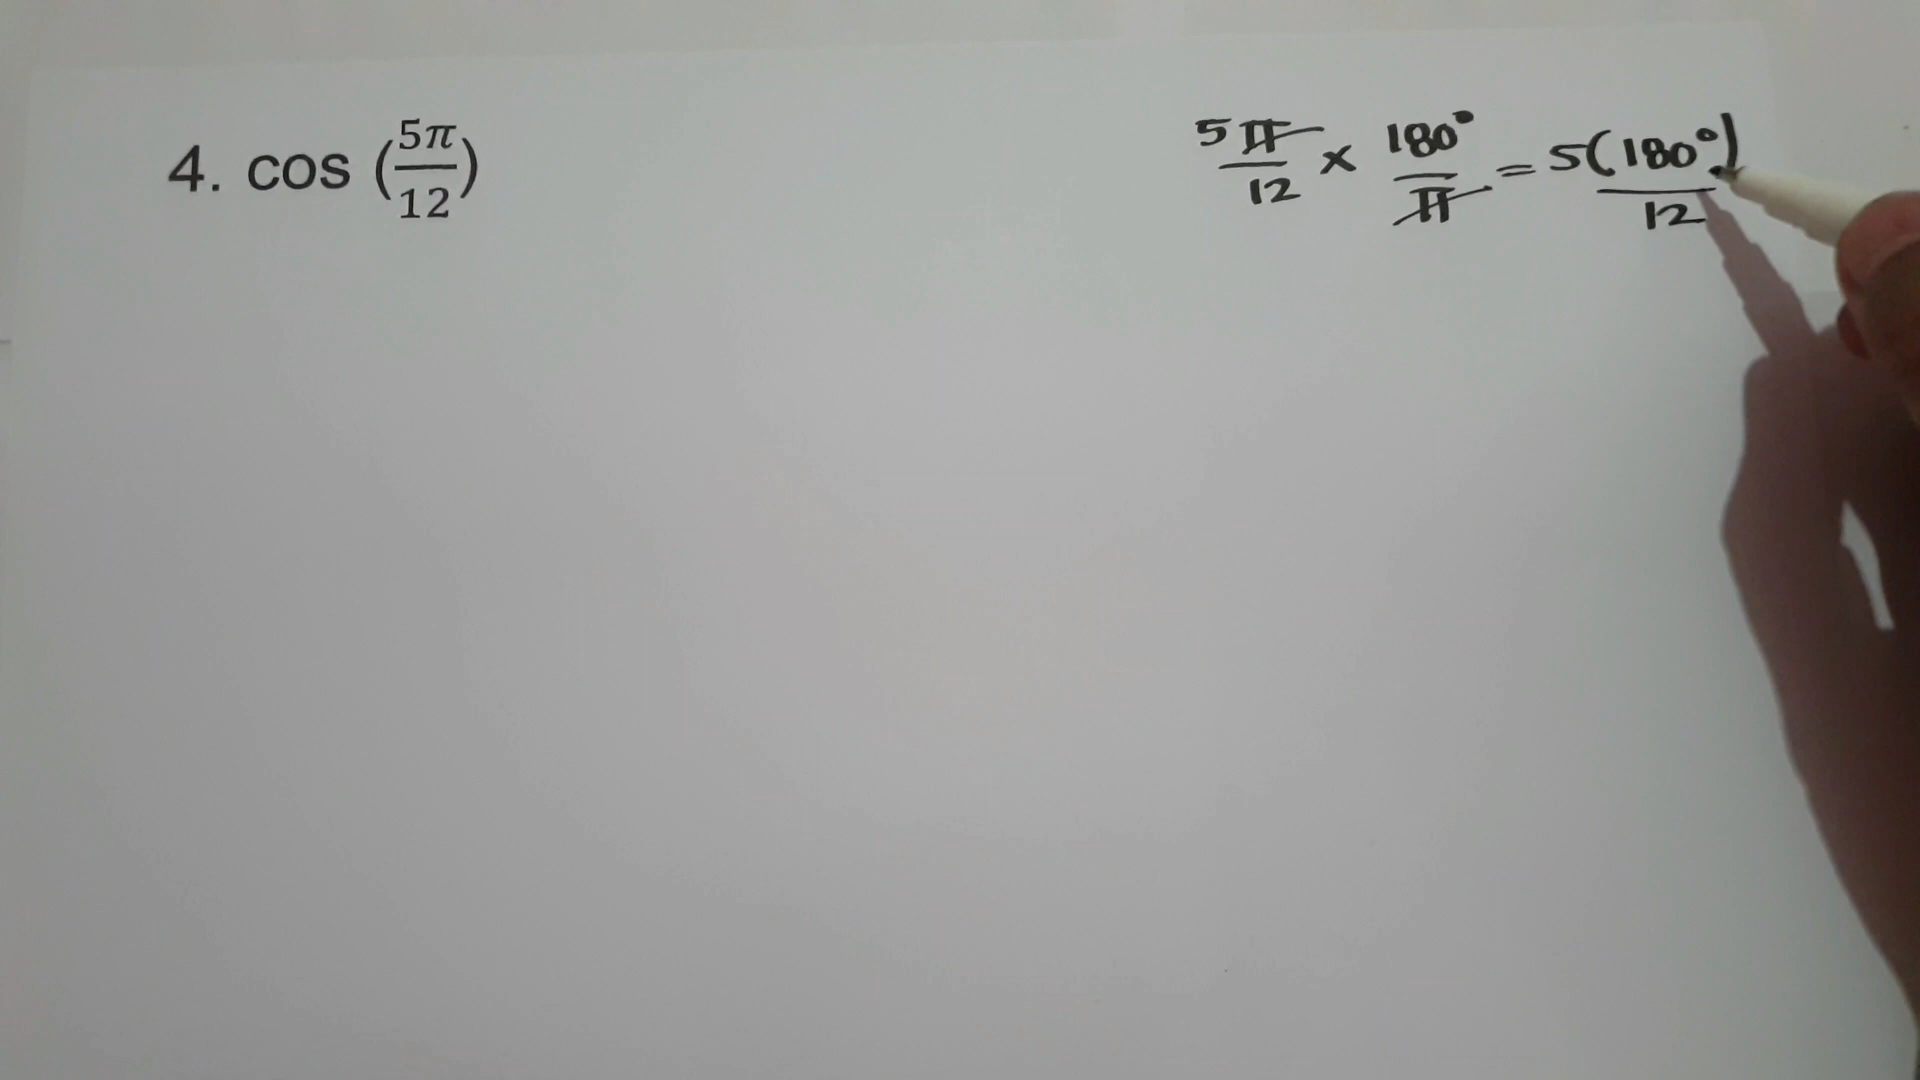 4. cos (5π/12)
5π/12 × 180°/π = 5(180°)/12